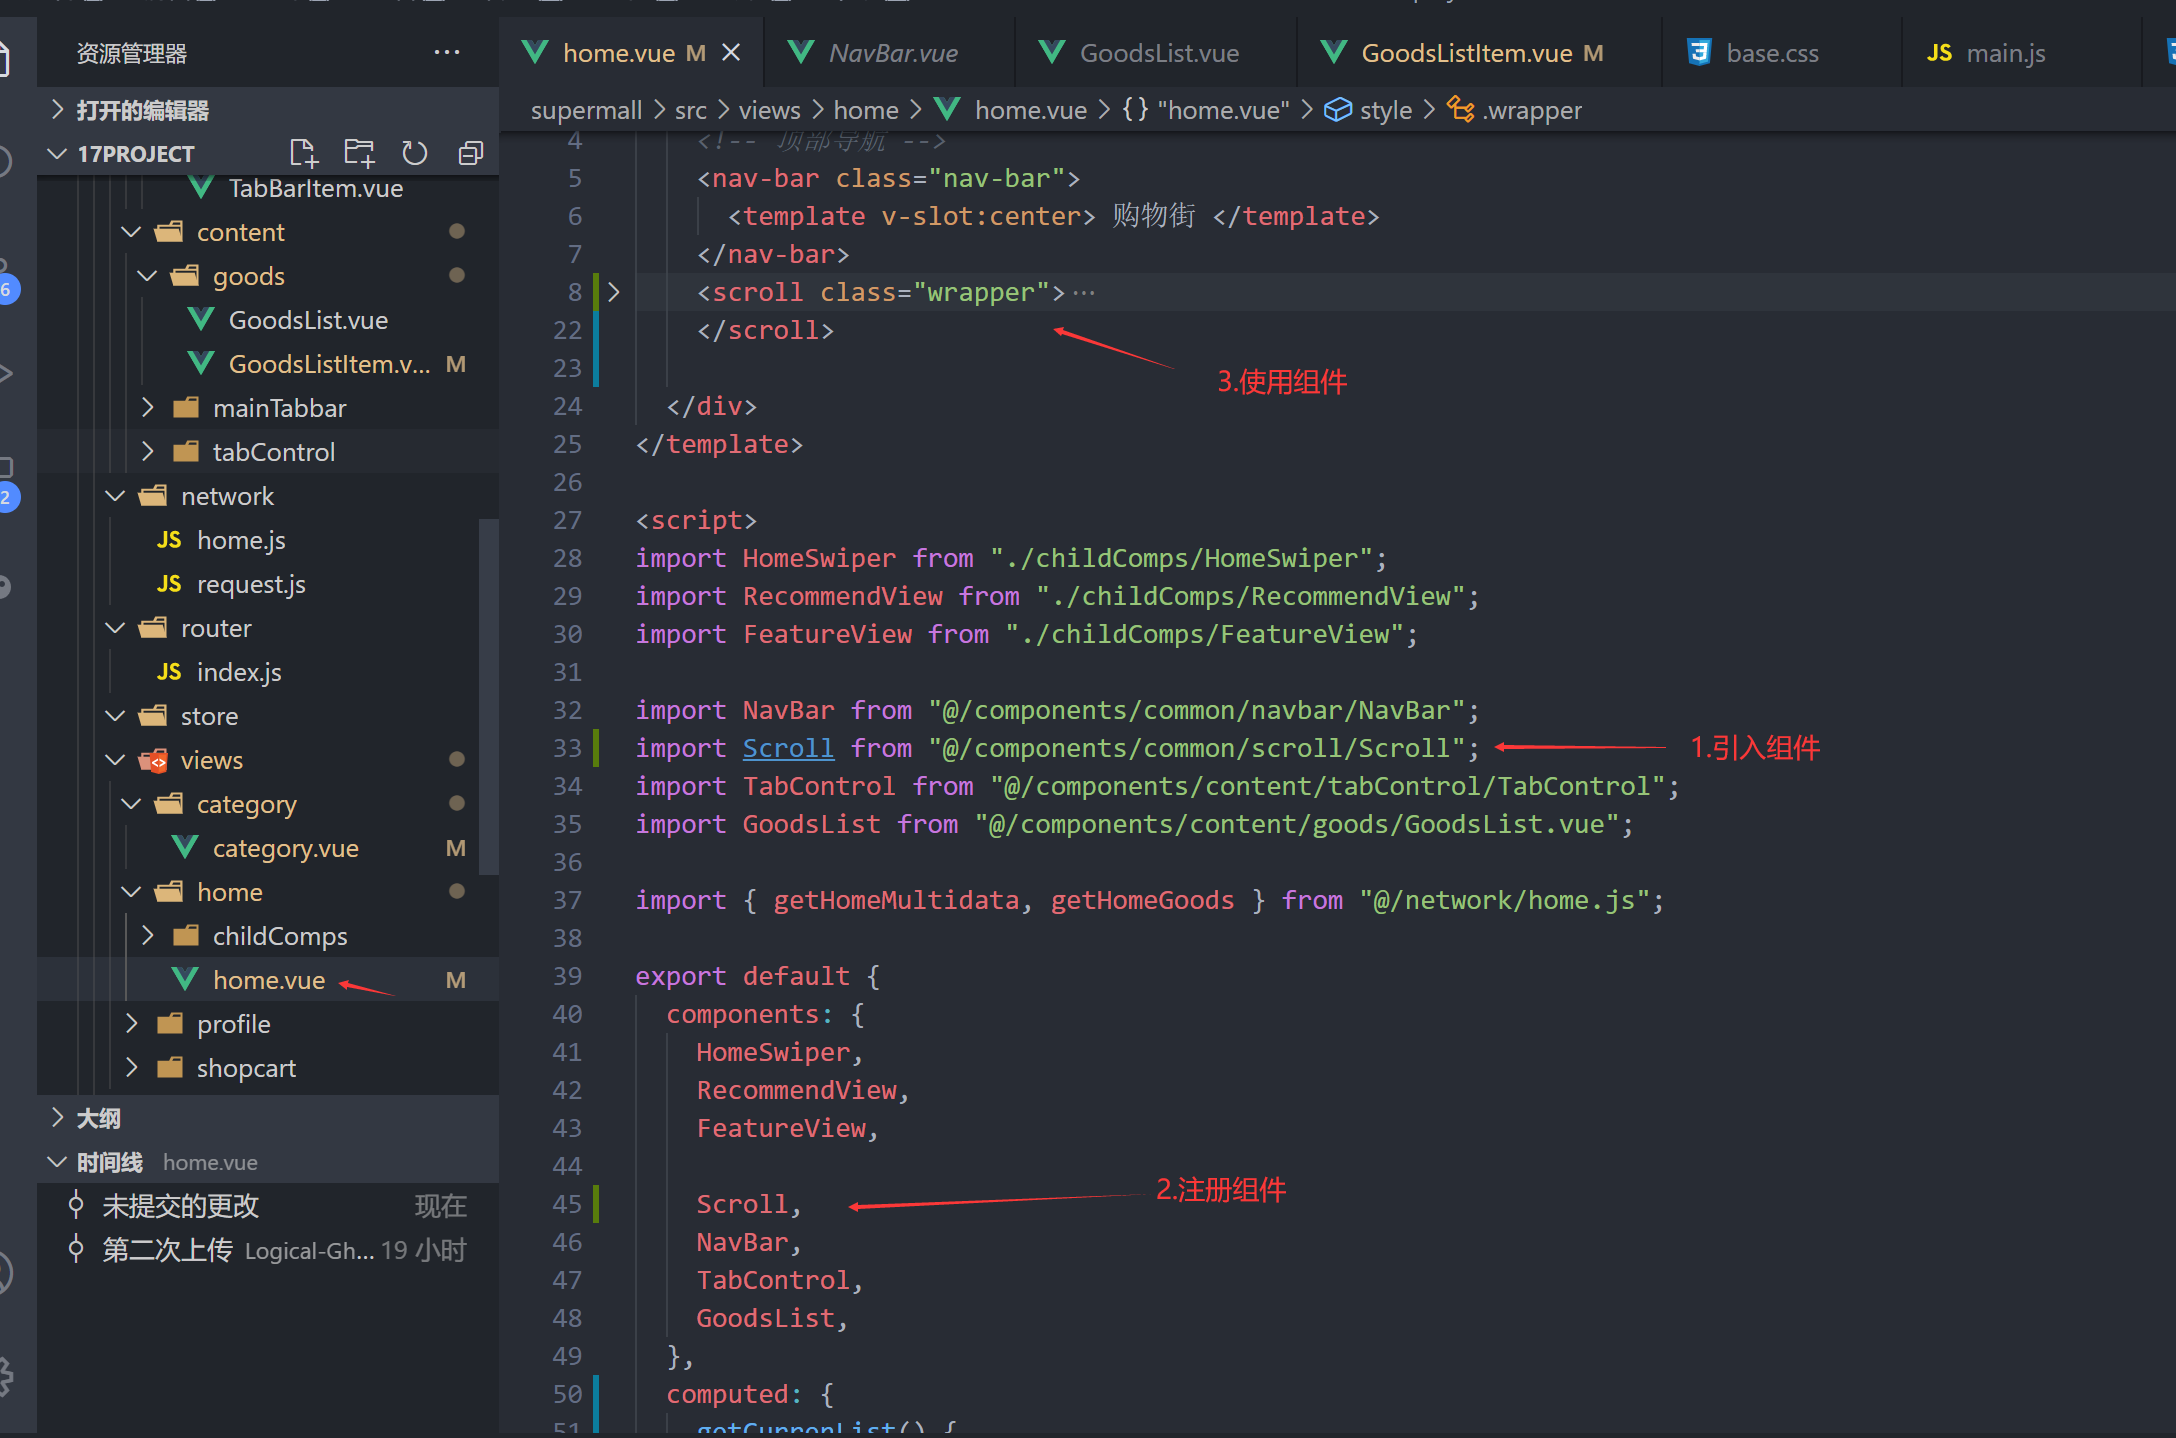 资源管理器 ···
打开的编辑器
17PROJECT
TabBarItem.vue
content
goods
GoodsList.vue
GoodsListItem.v... M
mainTabbar
tabControl
network
JS home.js
JS request.js
router
JS index.js
store
views
category
category.vue M
home
childComps
home.vue M
profile
shopcart
大纲
时间线 home.vue
未提交的更改 现在
第二次上传 Logical-Gh... 19 小时
6
2
home.vue M
NavBar.vue
GoodsList.vue
GoodsListItem.vue M
base.css
JS main.js
supermall > src > views > home > home.vue > {} "home.vue" > style > .wrapper
4 <!-- 顶部导航 -->
5 <nav-bar class="nav-bar">
6 <template v-slot:center> 购物街 </template>
7 </nav-bar>
8 <scroll class="wrapper">···
22 </scroll>
23
3.使用组件
24 </div>
25 </template>
26
27 <script>
28 import HomeSwiper from "./childComps/HomeSwiper";
29 import RecommendView from "./childComps/RecommendView";
30 import FeatureView from "./childComps/FeatureView";
31
32 import NavBar from "@/components/common/navbar/NavBar";
33 import Scroll from "@/components/common/scroll/Scroll"; 1.引入组件
34 import TabControl from "@/components/content/tabControl/TabControl";
35 import GoodsList from "@/components/content/goods/GoodsList.vue";
36
37 import { getHomeMultidata, getHomeGoods } from "@/network/home.js";
38
39 export default {
40 components: {
41 HomeSwiper,
42 RecommendView,
43 FeatureView,
44
45 Scroll, 2.注册组件
46 NavBar,
47 TabControl,
48 GoodsList,
49 },
50 computed: {
51 getCurrenList() {